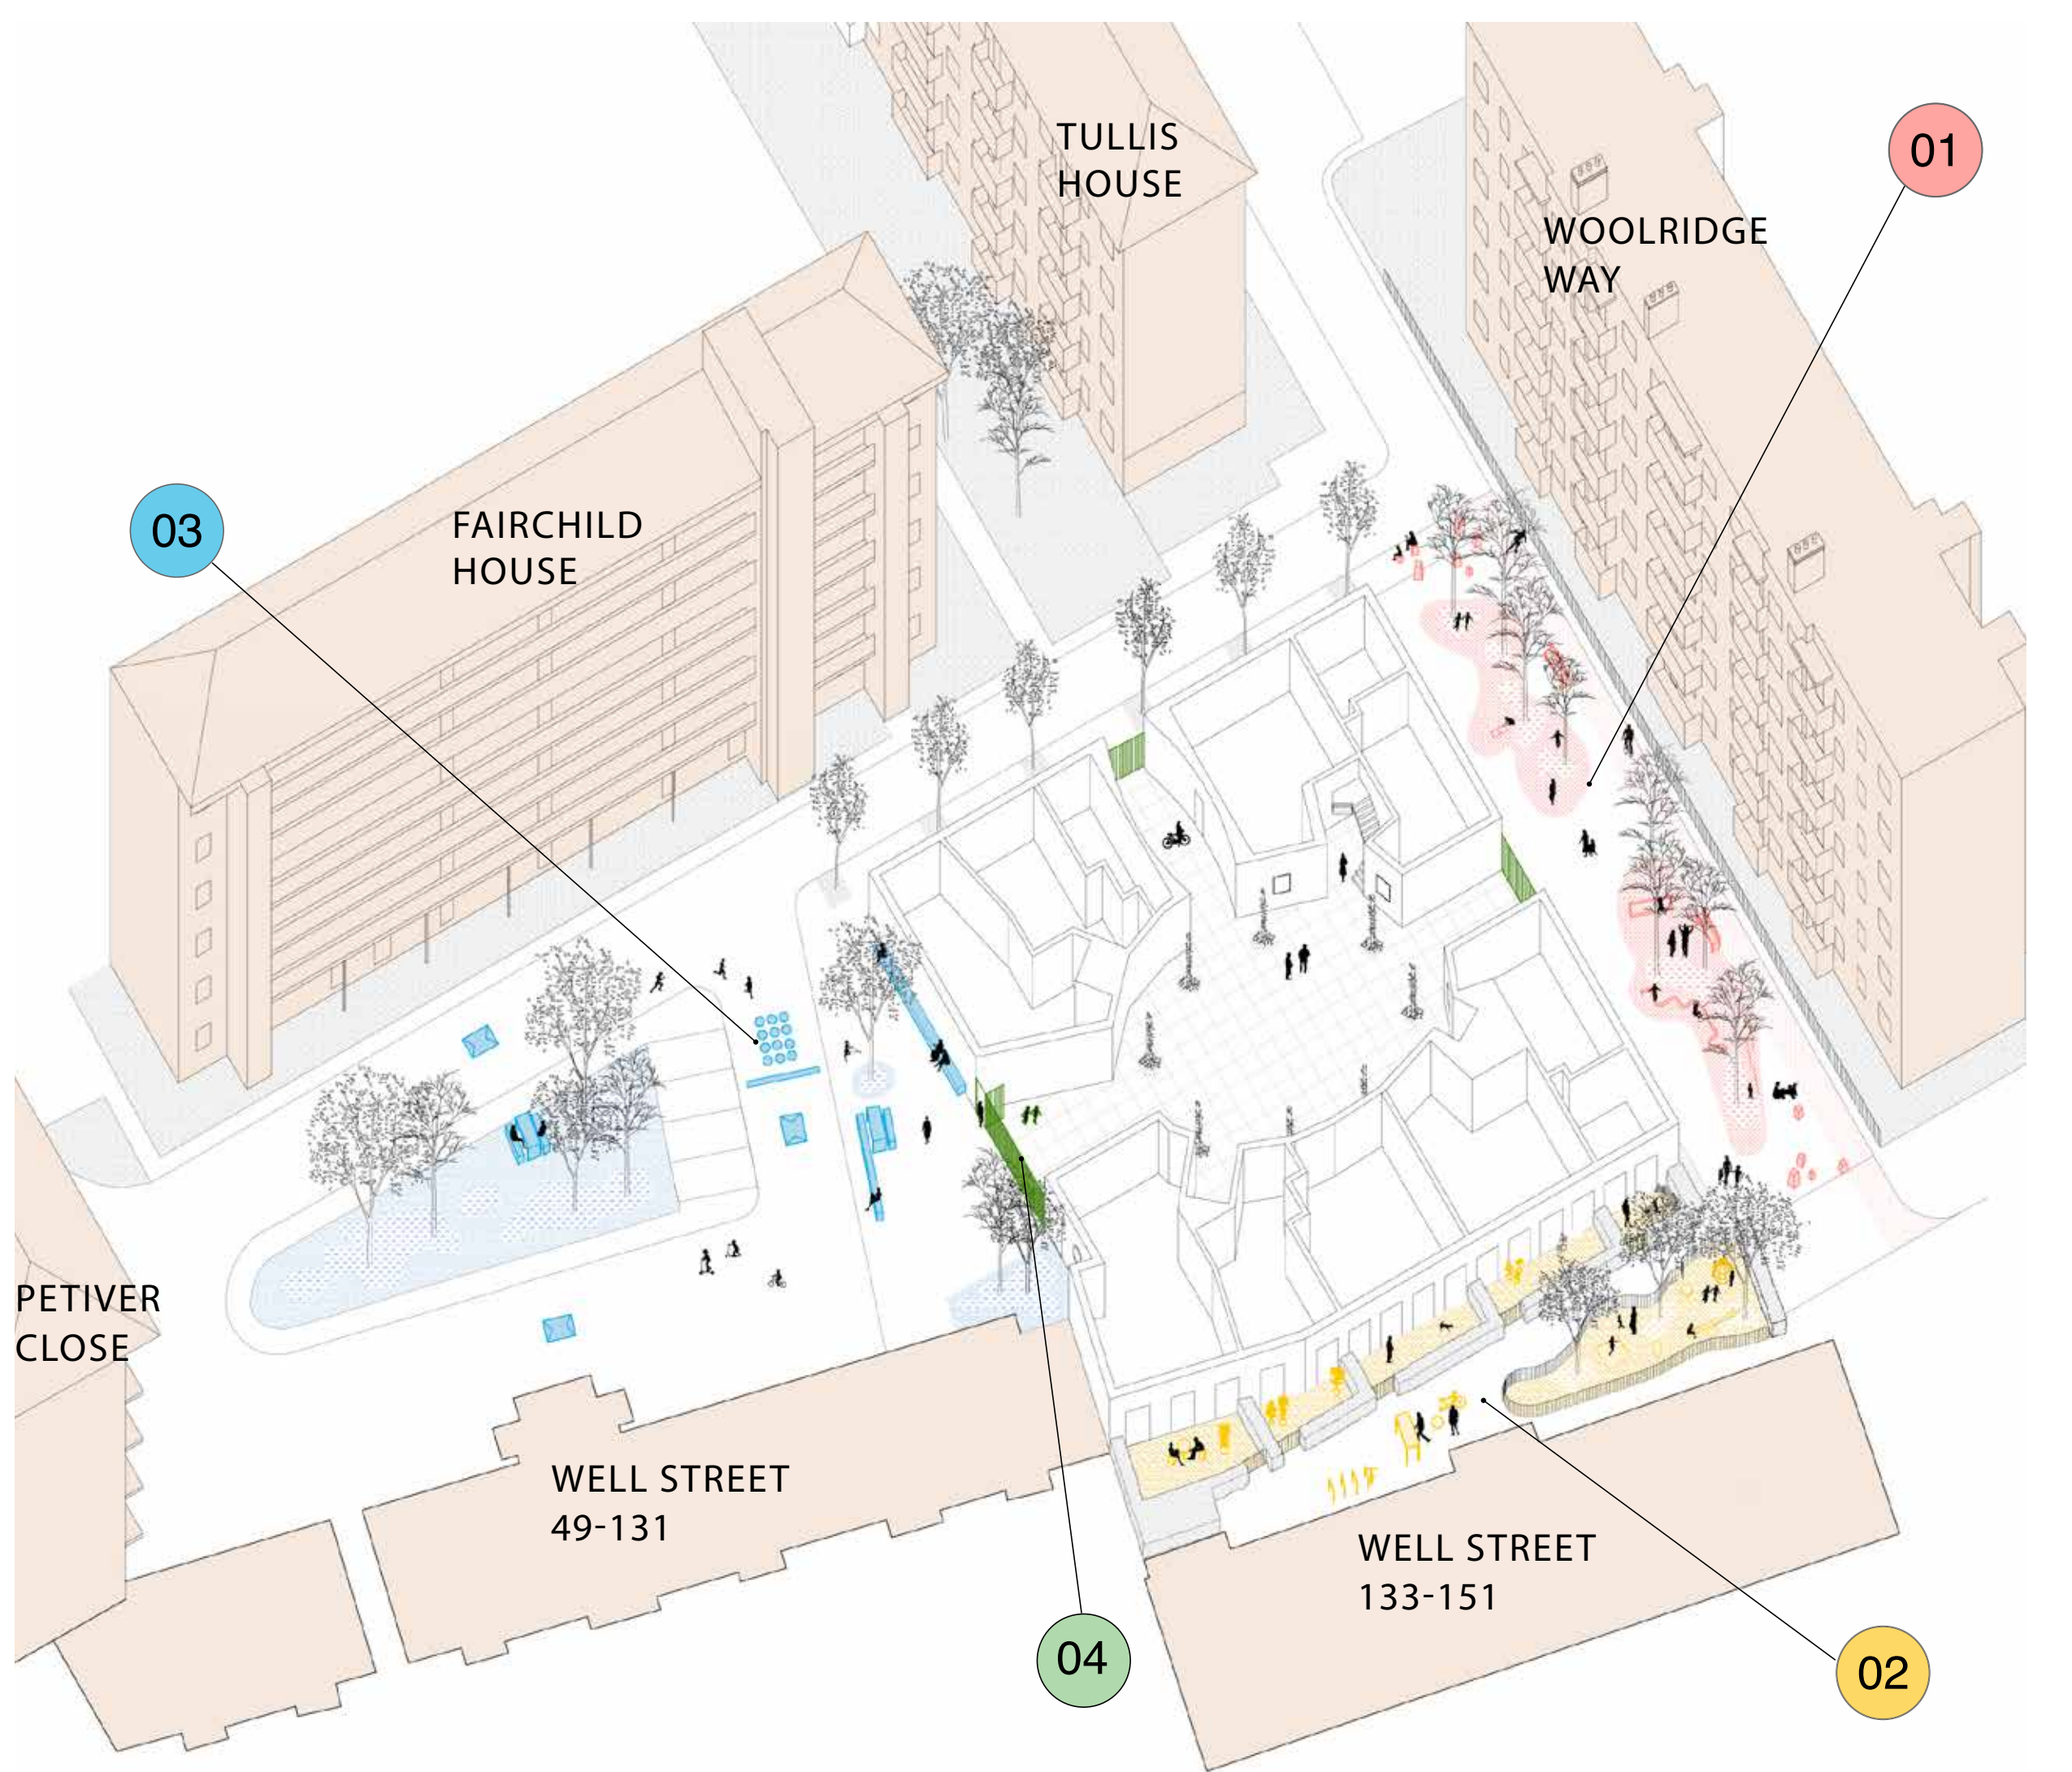 TULLIS
HOUSE
01
WOOLRIDGE
WAY
03
FAIRCHILD
HOUSE
PETIVER
CLOSE
WELL STREET
49-131
WELL STREET
133-151
04
02